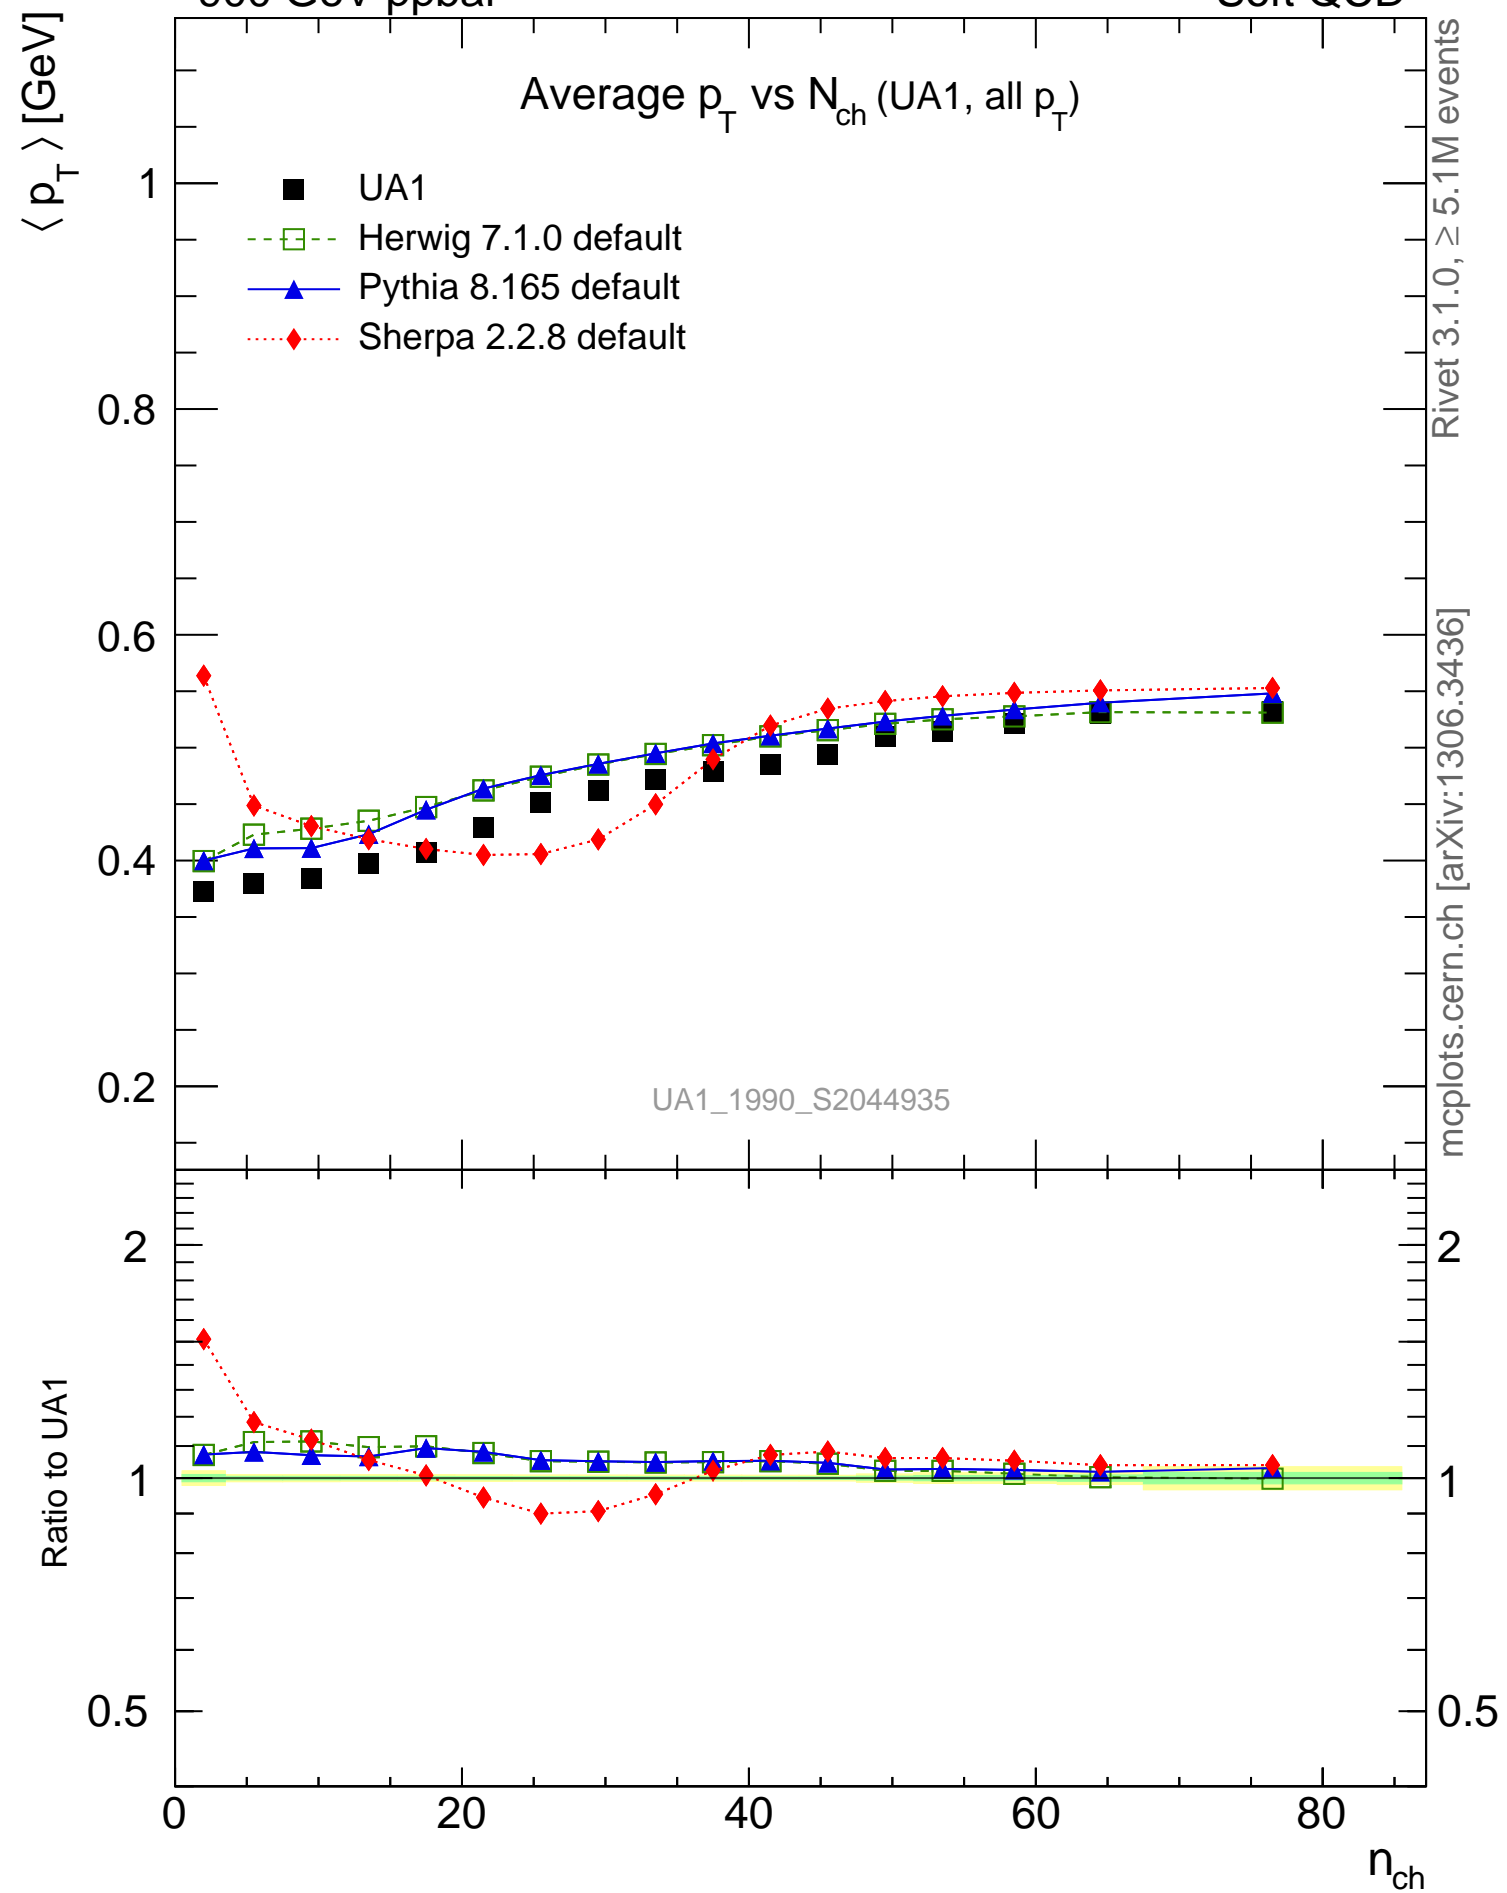 ⟨ p_T ⟩ [GeV]
Average p_T vs N_ch (UA1, all p_T)
UA1
Herwig 7.1.0 default
Pythia 8.165 default
Sherpa 2.2.8 default
1
0.8
0.6
0.4
0.2
UA1_1990_S2044935
Rivet 3.1.0, ≥ 5.1M events
mcplots.cern.ch [arXiv:1306.3436]
Ratio to UA1
2
1
0.5
2
1
0.5
0 20 40 60 80
n_ch